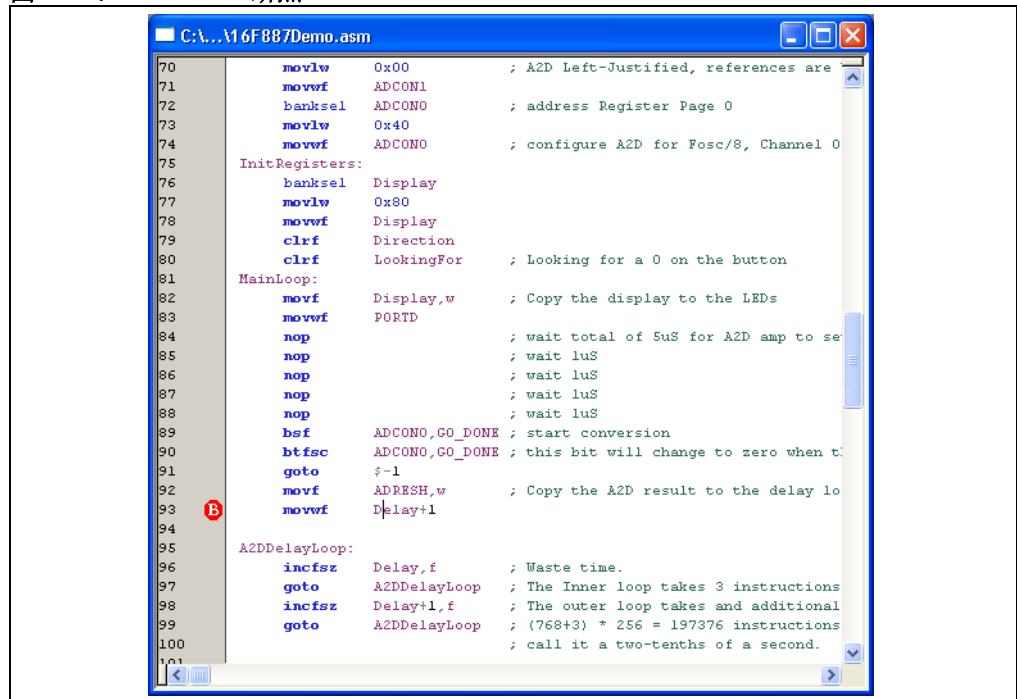 C:\...\16F887Demo.asm
70 movlw 0x00 ; A2D Left-Justified, references are
71 movwf ADCON1
72 banksel ADCON0 ; address Register Page 0
73 movlw 0x40
74 movwf ADCON0 ; configure A2D for Fosc/8, Channel 0
75 InitRegisters:
76 banksel Display
77 movlw 0x80
78 movwf Display
79 clrf Direction
80 clrf LookingFor ; Looking for a 0 on the button
81 MainLoop:
82 movf Display,w ; Copy the display to the LEDs
83 movwf PORTD
84 nop ; wait total of 5uS for A2D amp to se
85 nop ; wait 1uS
86 nop ; wait 1uS
87 nop ; wait 1uS
88 nop ; wait 1uS
89 bsf ADCON0,GO_DONE ; start conversion
90 btfsc ADCON0,GO_DONE ; this bit will change to zero when t
91 goto $-1
92 movf ADRESH,w ; Copy the A2D result to the delay lo
93 B movwf Delay+1
94
95 A2DDelayLoop:
96 incfsz Delay,f ; Waste time.
97 goto A2DDelayLoop ; The Inner loop takes 3 instructions
98 incfsz Delay+1,f ; The outer loop takes and additional
99 goto A2DDelayLoop ; (768+3) * 256 = 197376 instructions
100 ; call it a two-tenths of a second.
101